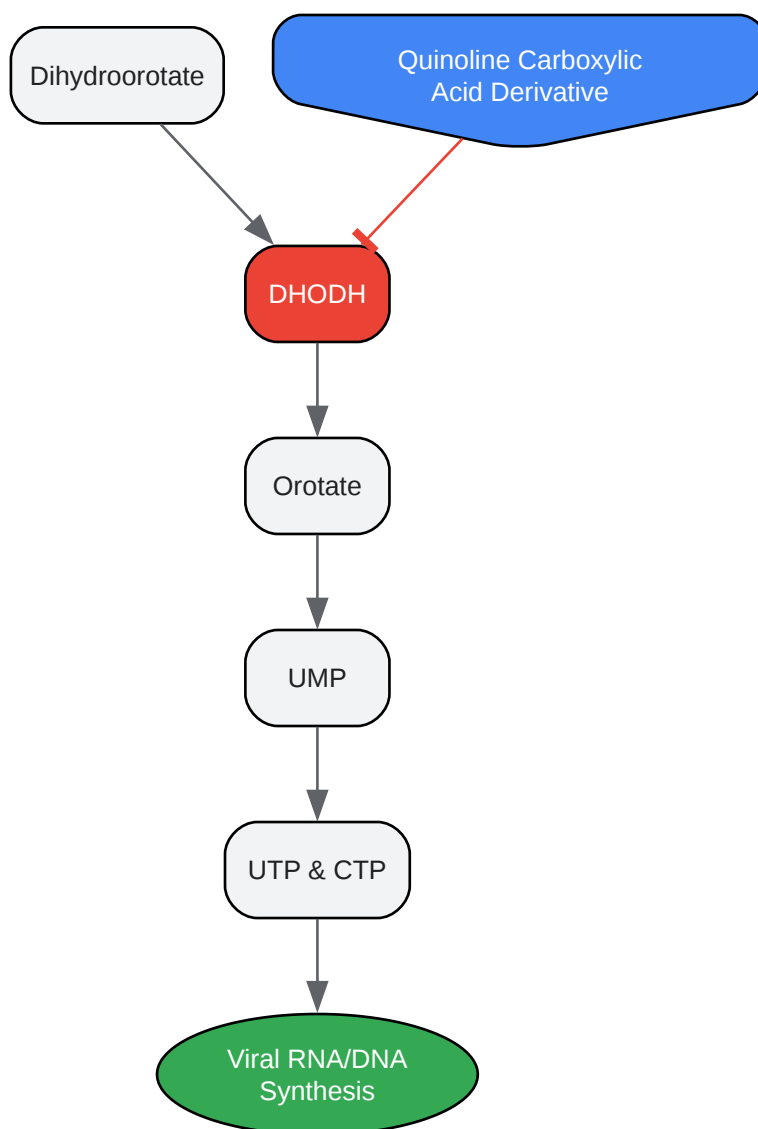 Dihydroorotate
Quinoline Carboxylic
Acid Derivative
DHODH
Orotate
UMP
UTP & CTP
Viral RNA/DNA
Synthesis